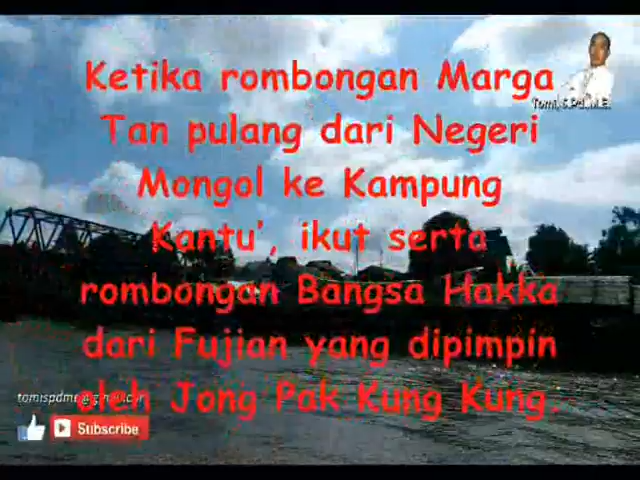 Ketika rombongan Marga
Tomi, S.Pd.,M.E.
Tan pulang dari Negeri
Mongol ke Kampung
Kantu', ikut serta
rombongan Bangsa Hakka
dari Fujian yang dipimpin
oleh Jong Pak Kung Kung.
Subscribe